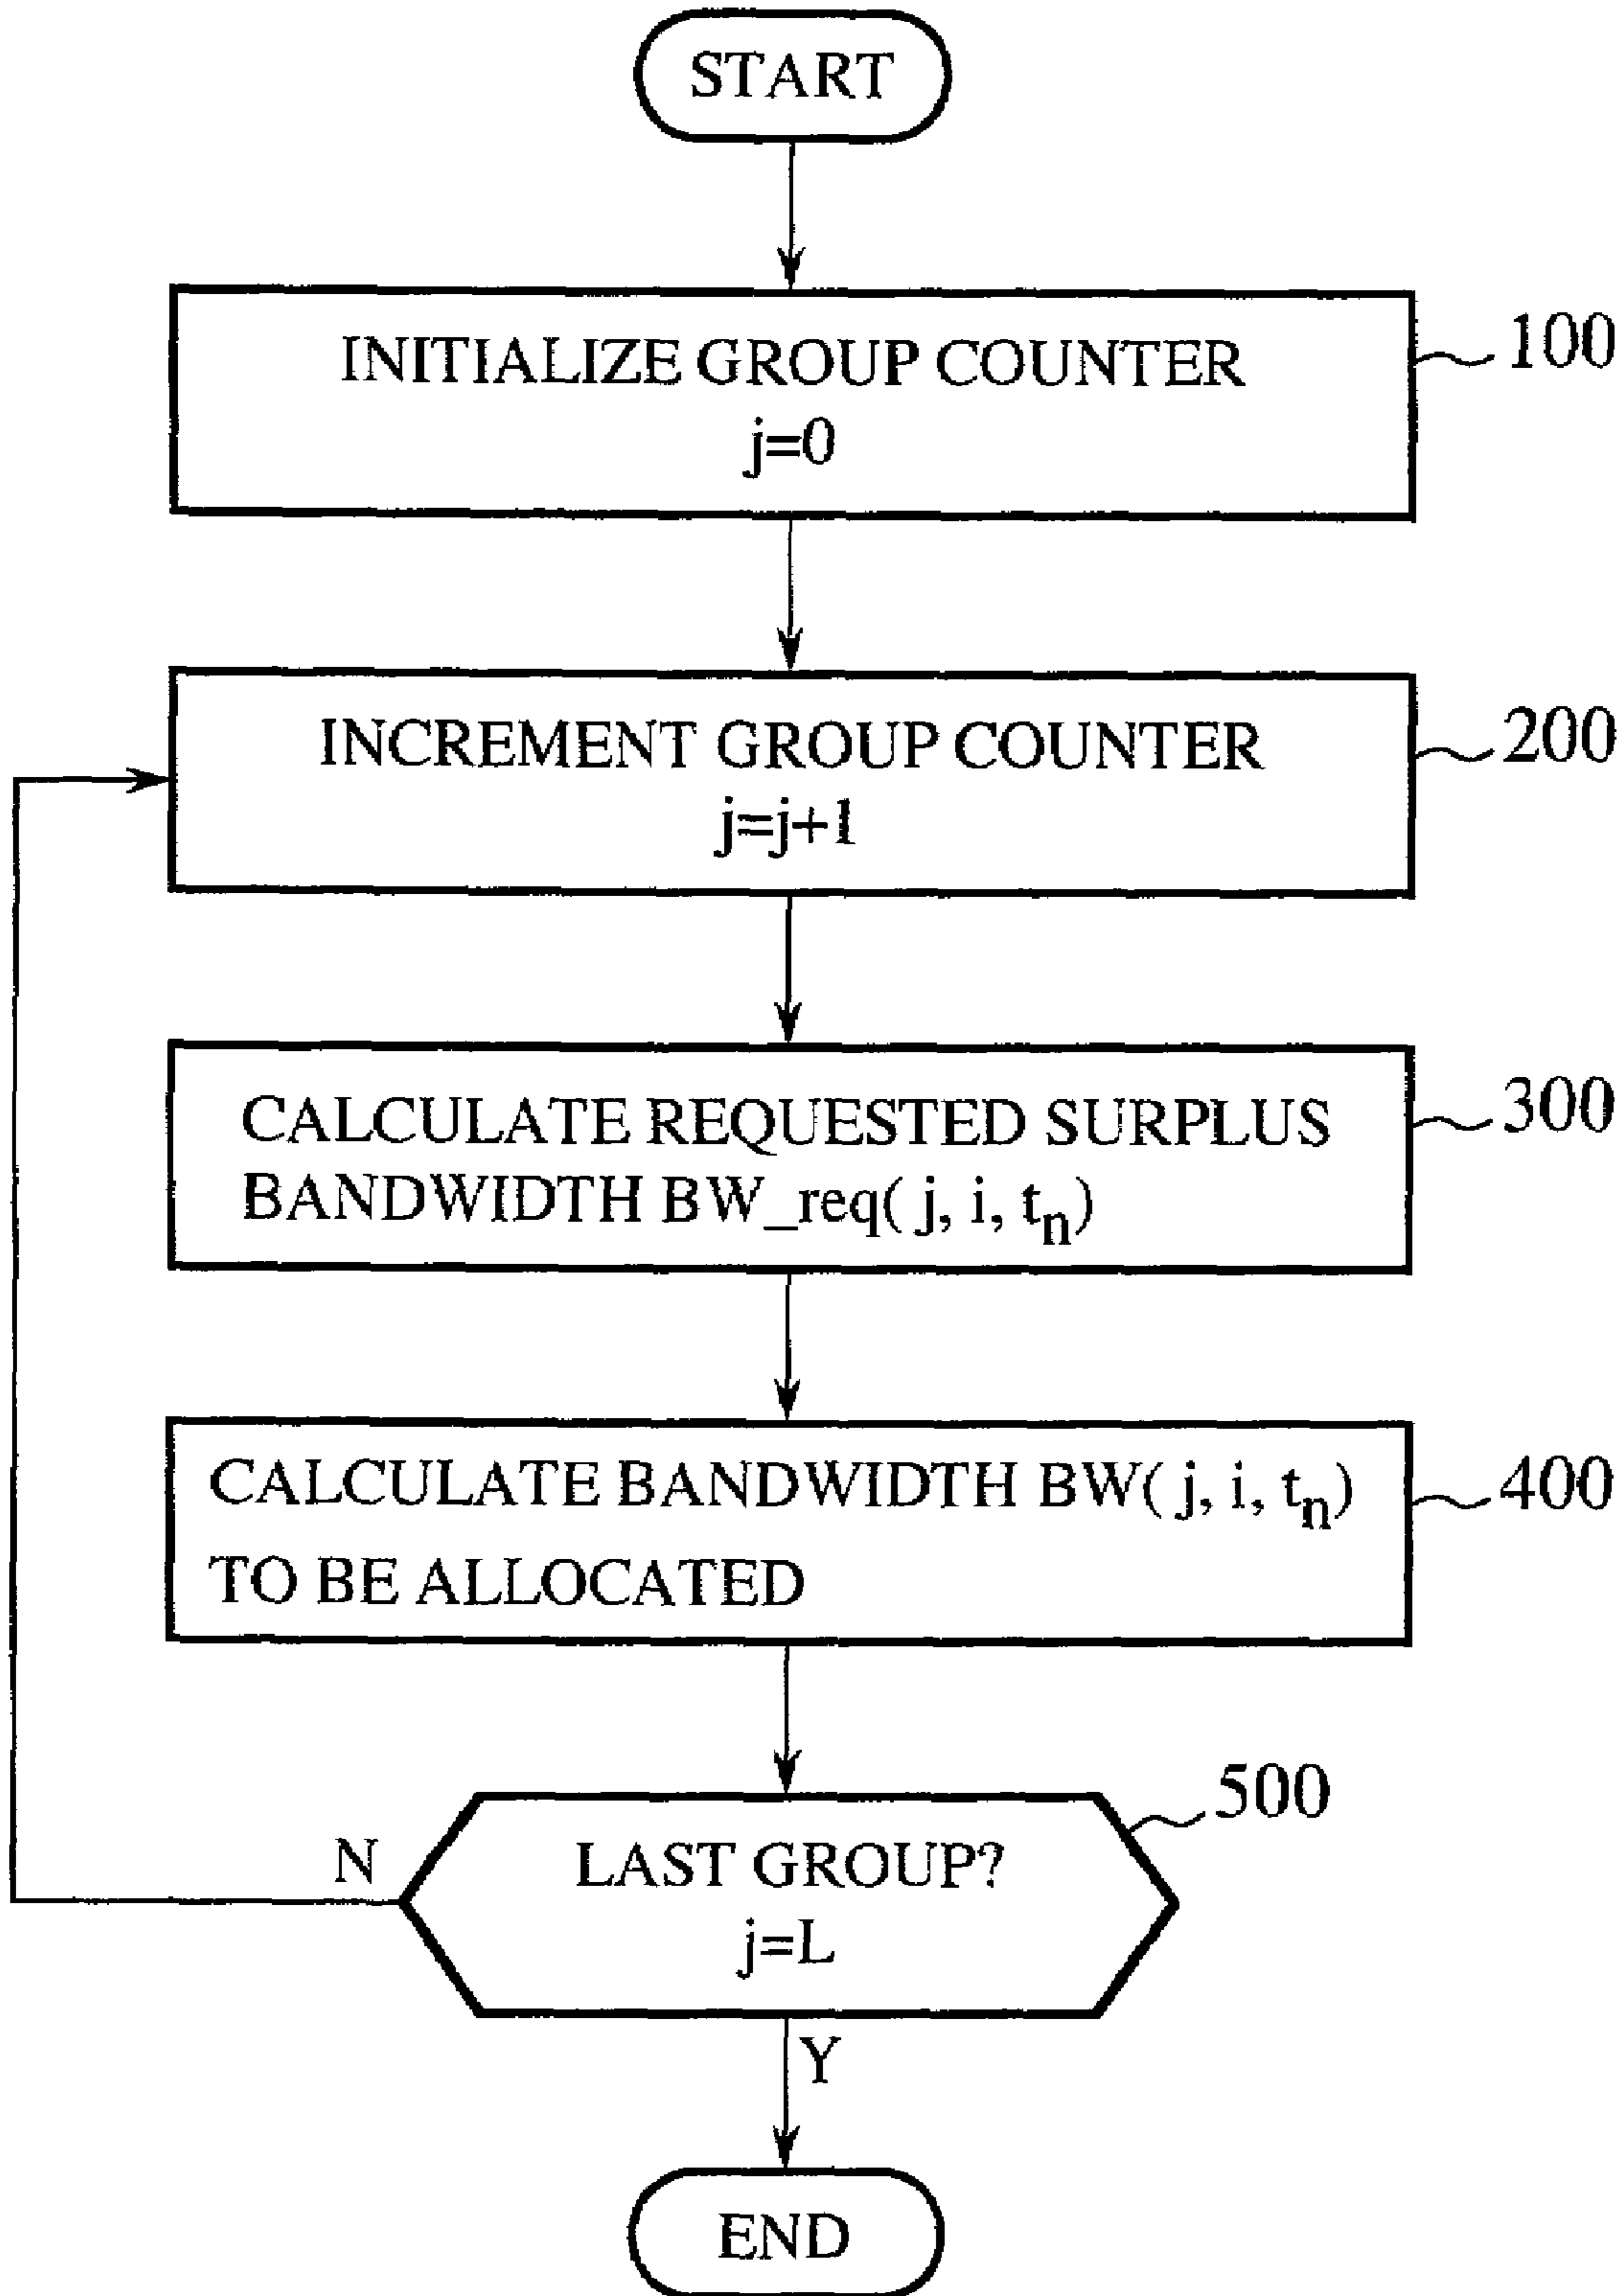 START
INITIALIZE GROUP COUNTER
j=0
100
INCREMENT GROUP COUNTER
j=j+1
200
CALCULATE REQUESTED SURPLUS
BANDWIDTH BW_req( j, i, tn)
300
CALCULATE BANDWIDTH BW( j, i, tn)
TO BE ALLOCATED
400
LAST GROUP?
j=L
500
N
Y
END